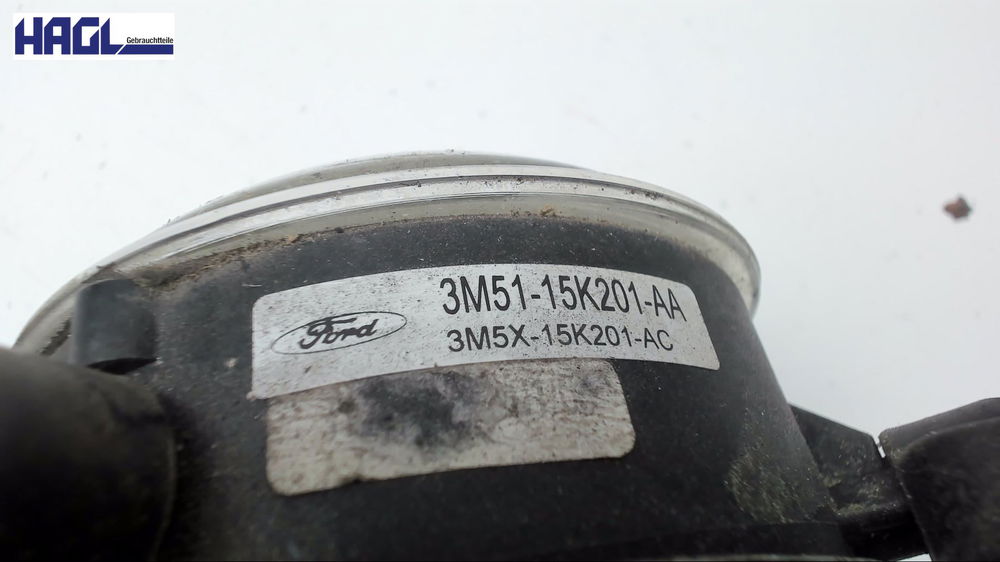 HAGL
Gebrauchtteile
3M51-15K201-AA
Ford
3M5X-15K201-AC